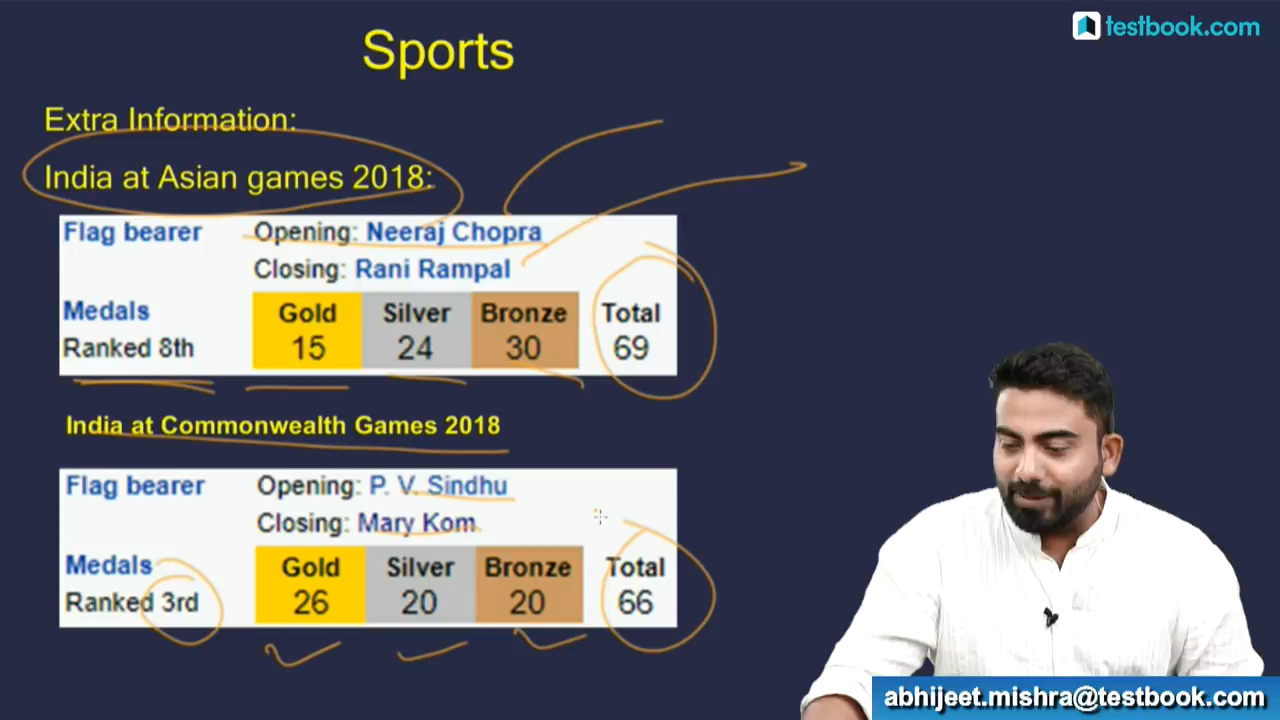 testbook.com
Sports
Extra Information:
India at Asian games 2018:
Flag bearer Opening: Neeraj Chopra
Closing: Rani Rampal
Medals Gold Silver Bronze Total
Ranked 8th 15 24 30 69
India at Commonwealth Games 2018
Flag bearer Opening: P. V. Sindhu
Closing: Mary Kom
Medals Gold Silver Bronze Total
Ranked 3rd 26 20 20 66
abhijeet.mishra@testbook.com